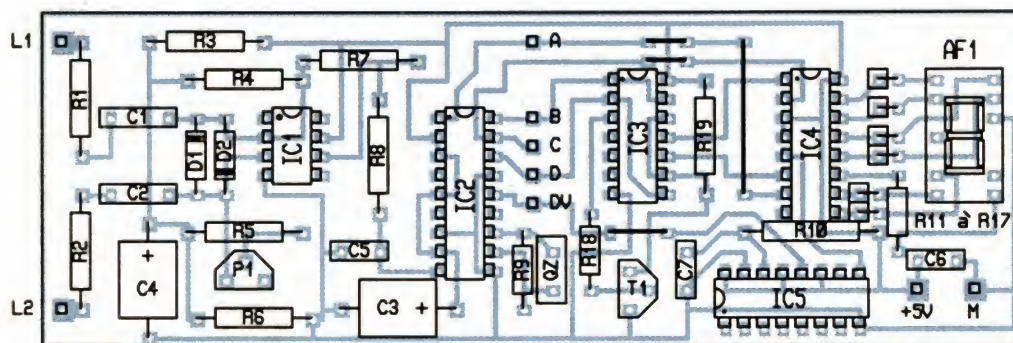 L1
R3
R4
R7
A
AF1
R1
C1
D1
D2
IC1
R8
B
C
D
DV
IC2
IC3
R19
IC4
C2
R2
C4
R5
P1
R6
C5
C3
+
R9
QZ
R18
T1
C7
R10
IC5
R11 à R17
C6
+5V
M
L2
+